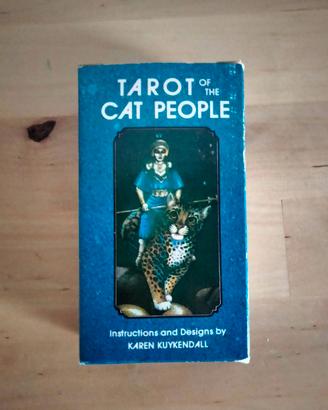 TAROT OF THE
CAT PEOPLE
Instructions and Designs by
KAREN KUYKENDALL